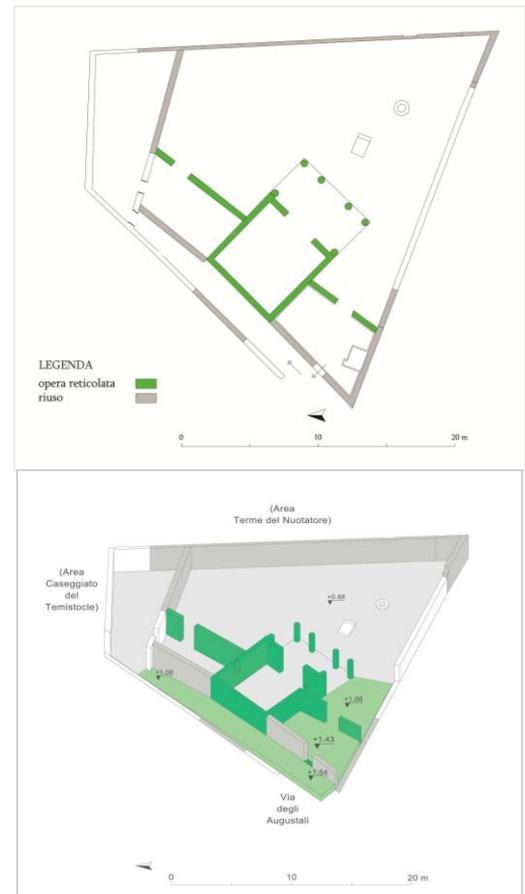 LEGENDA
opera reticolata
riuso
0 10 20 m
(Area
Terme del Nuotatore)
(Area
Caseggiato
del
Temistocle)
+0.88
+1.08
+1.08
+1.43
+1.54
Via
degli
Augustali
0 10 20 m